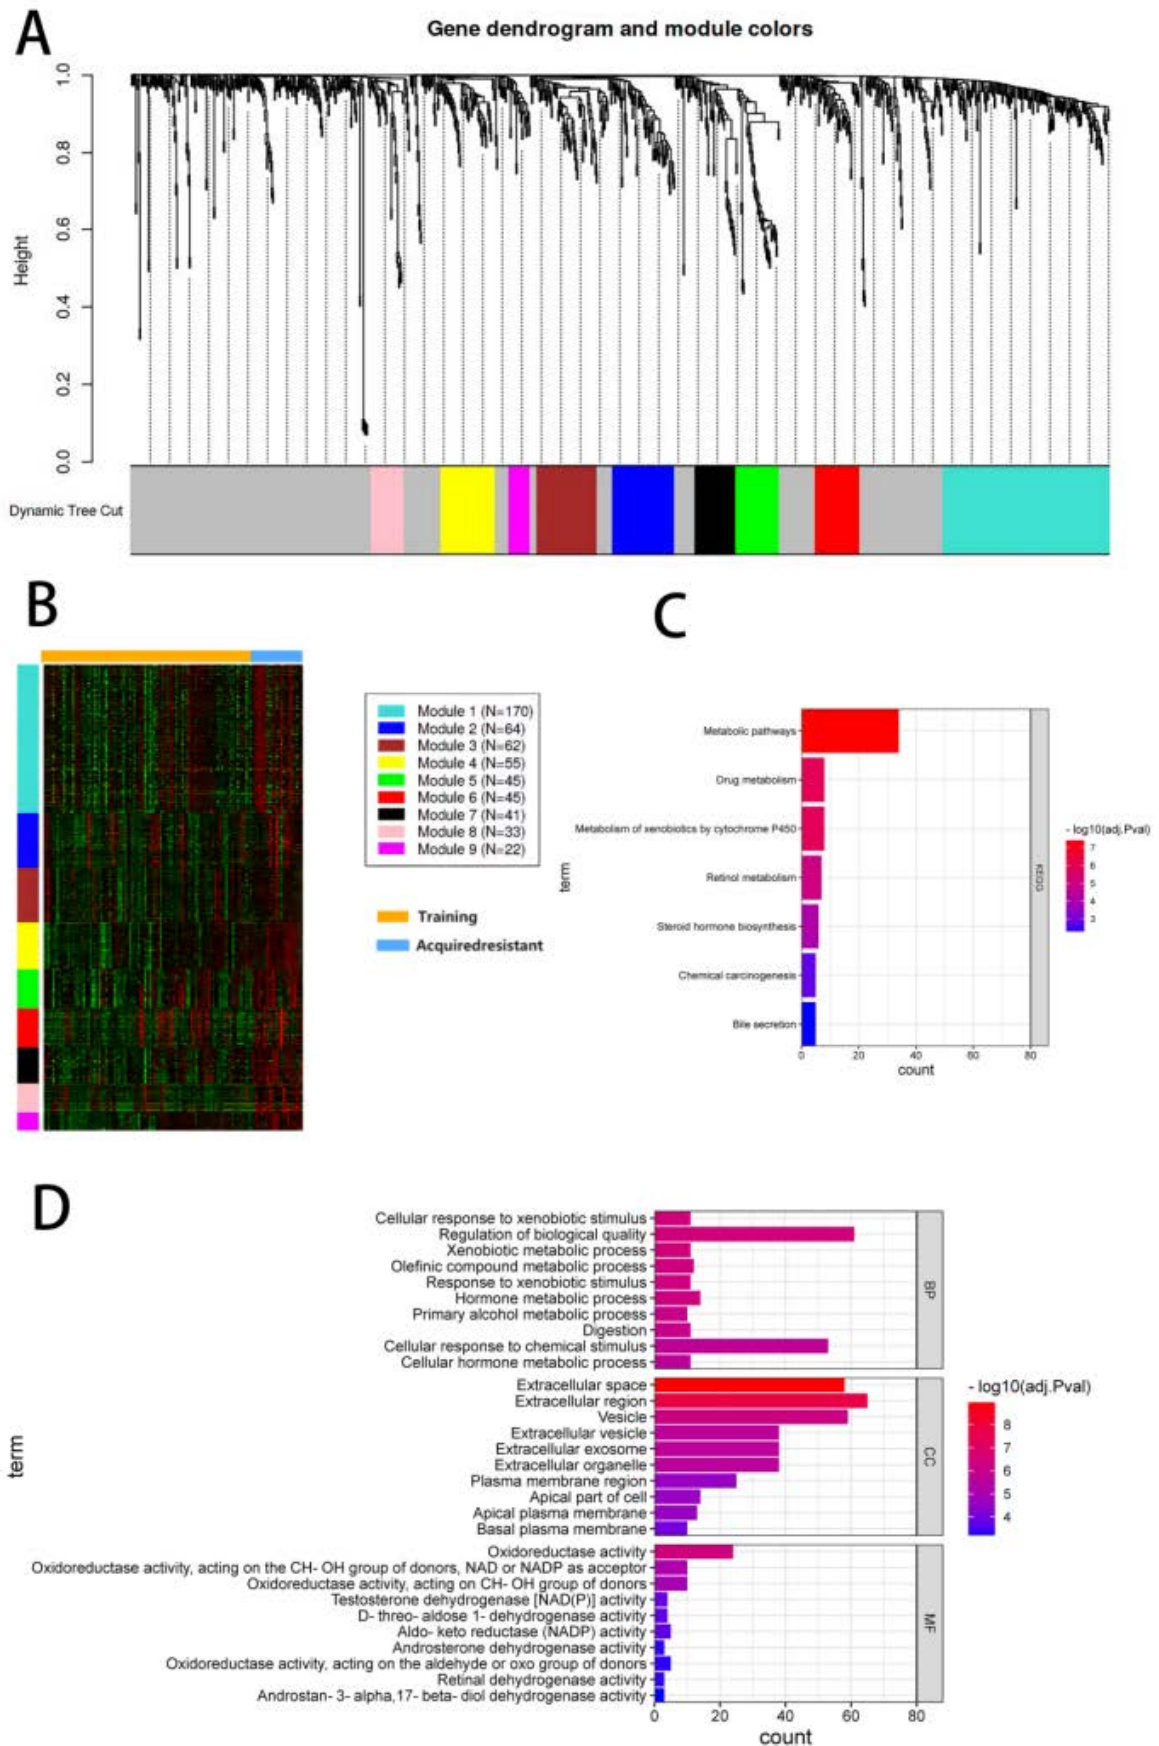 A
Gene dendrogram and module colors
Height
1.0
0.8
0.6
0.4
0.2
0.0
Dynamic Tree Cut
B
Module 1 (N=170)
Module 2 (N=64)
Module 3 (N=62)
Module 4 (N=55)
Module 5 (N=45)
Module 6 (N=45)
Module 7 (N=41)
Module 8 (N=33)
Module 9 (N=22)
Training
Acquiredresistant
C
term
Metabolic pathways
Drug metabolism
Metabolism of xenobiotics by cytochrome P450
Retinol metabolism
Steroid hormone biosynthesis
Chemical carcinogenesis
Bile secretion
0 20 40 60 80
count
KEGG
- log10(adj.Pval)
7
6
5
4
3
D
term
Cellular response to xenobiotic stimulus
Regulation of biological quality
Xenobiotic metabolic process
Olefinic compound metabolic process
Response to xenobiotic stimulus
Hormone metabolic process
Primary alcohol metabolic process
Digestion
Cellular response to chemical stimulus
Cellular hormone metabolic process
BP
Extracellular space
Extracellular region
Vesicle
Extracellular vesicle
Extracellular exosome
Extracellular organelle
Plasma membrane region
Apical part of cell
Apical plasma membrane
Basal plasma membrane
CC
Oxidoreductase activity
Oxidoreductase activity, acting on the CH- OH group of donors, NAD or NADP as acceptor
Oxidoreductase activity, acting on CH- OH group of donors
Testosterone dehydrogenase [NAD(P)] activity
D- threo- aldose 1- dehydrogenase activity
Aldo- keto reductase (NADP) activity
Androsterone dehydrogenase activity
Oxidoreductase activity, acting on the aldehyde or oxo group of donors
Retinal dehydrogenase activity
Androstan- 3- alpha,17- beta- diol dehydrogenase activity
MF
0 20 40 60 80
count
- log10(adj.Pval)
8
7
6
5
4